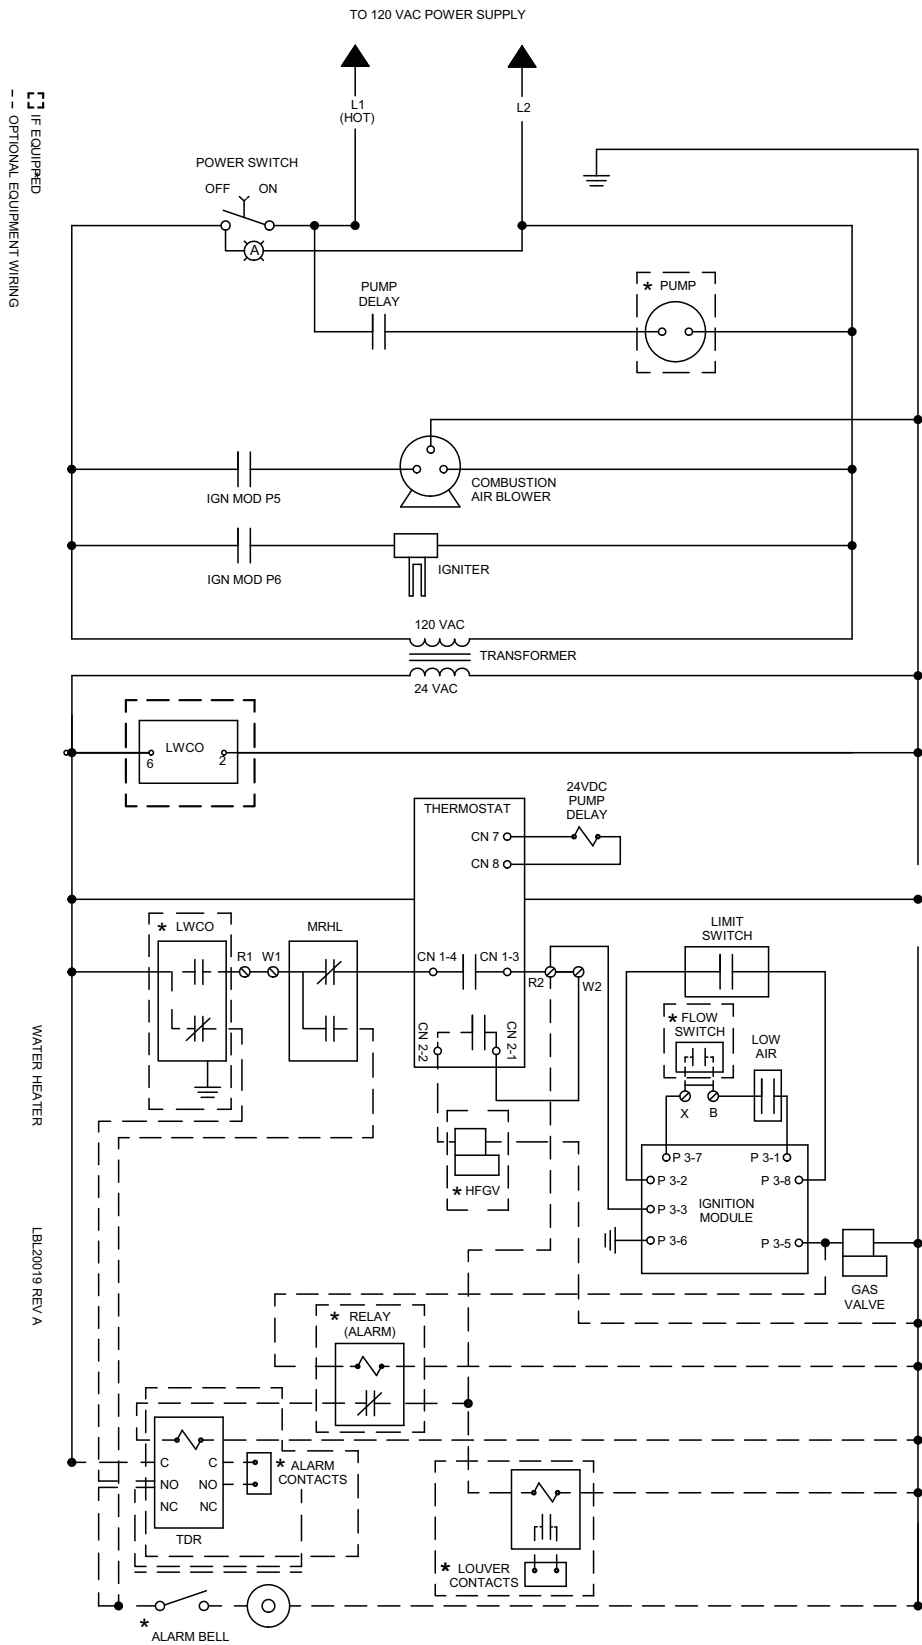 TO 120 VAC POWER SUPPLY
L1
(HOT)
L2
IF EQUIPPED
OPTIONAL EQUIPMENT WIRING
POWER SWITCH
OFF ON
A
PUMP
DELAY
* PUMP
COMBUSTION
AIR BLOWER
IGN MOD P5
IGNITER
IGN MOD P6
120 VAC
TRANSFORMER
24 VAC
LWCO
6 2
24VDC
PUMP
DELAY
THERMOSTAT
CN 7
CN 8
* LWCO
MRHL
LIMIT
SWITCH
R1 W1
CN 1-4 CN 1-3
R2
W2
CN 2-2
CN 2-1
* FLOW
SWITCH
LOW
AIR
X B
P 3-7 P 3-1
P 3-2 P 3-8
IGNITION
MODULE
P 3-3
P 3-6 P 3-5
* HFGV
GAS
VALVE
WATER HEATER
LBL20019 REV A
* RELAY
(ALARM)
C C
NO NO
NC NC
TDR
* ALARM
CONTACTS
* LOUVER
CONTACTS
*
ALARM BELL